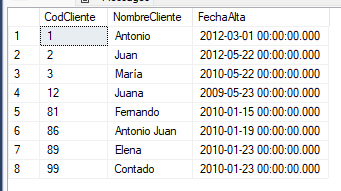 CodCliente NombreCliente FechaAlta
1 1 Antonio 2012-03-01 00:00:00.000
2 2 Juan 2012-05-22 00:00:00.000
3 3 María 2010-05-22 00:00:00.000
4 12 Juana 2009-05-23 00:00:00.000
5 81 Fernando 2010-01-15 00:00:00.000
6 86 Antonio Juan 2010-01-19 00:00:00.000
7 89 Elena 2010-01-23 00:00:00.000
8 99 Contado 2010-01-23 00:00:00.000